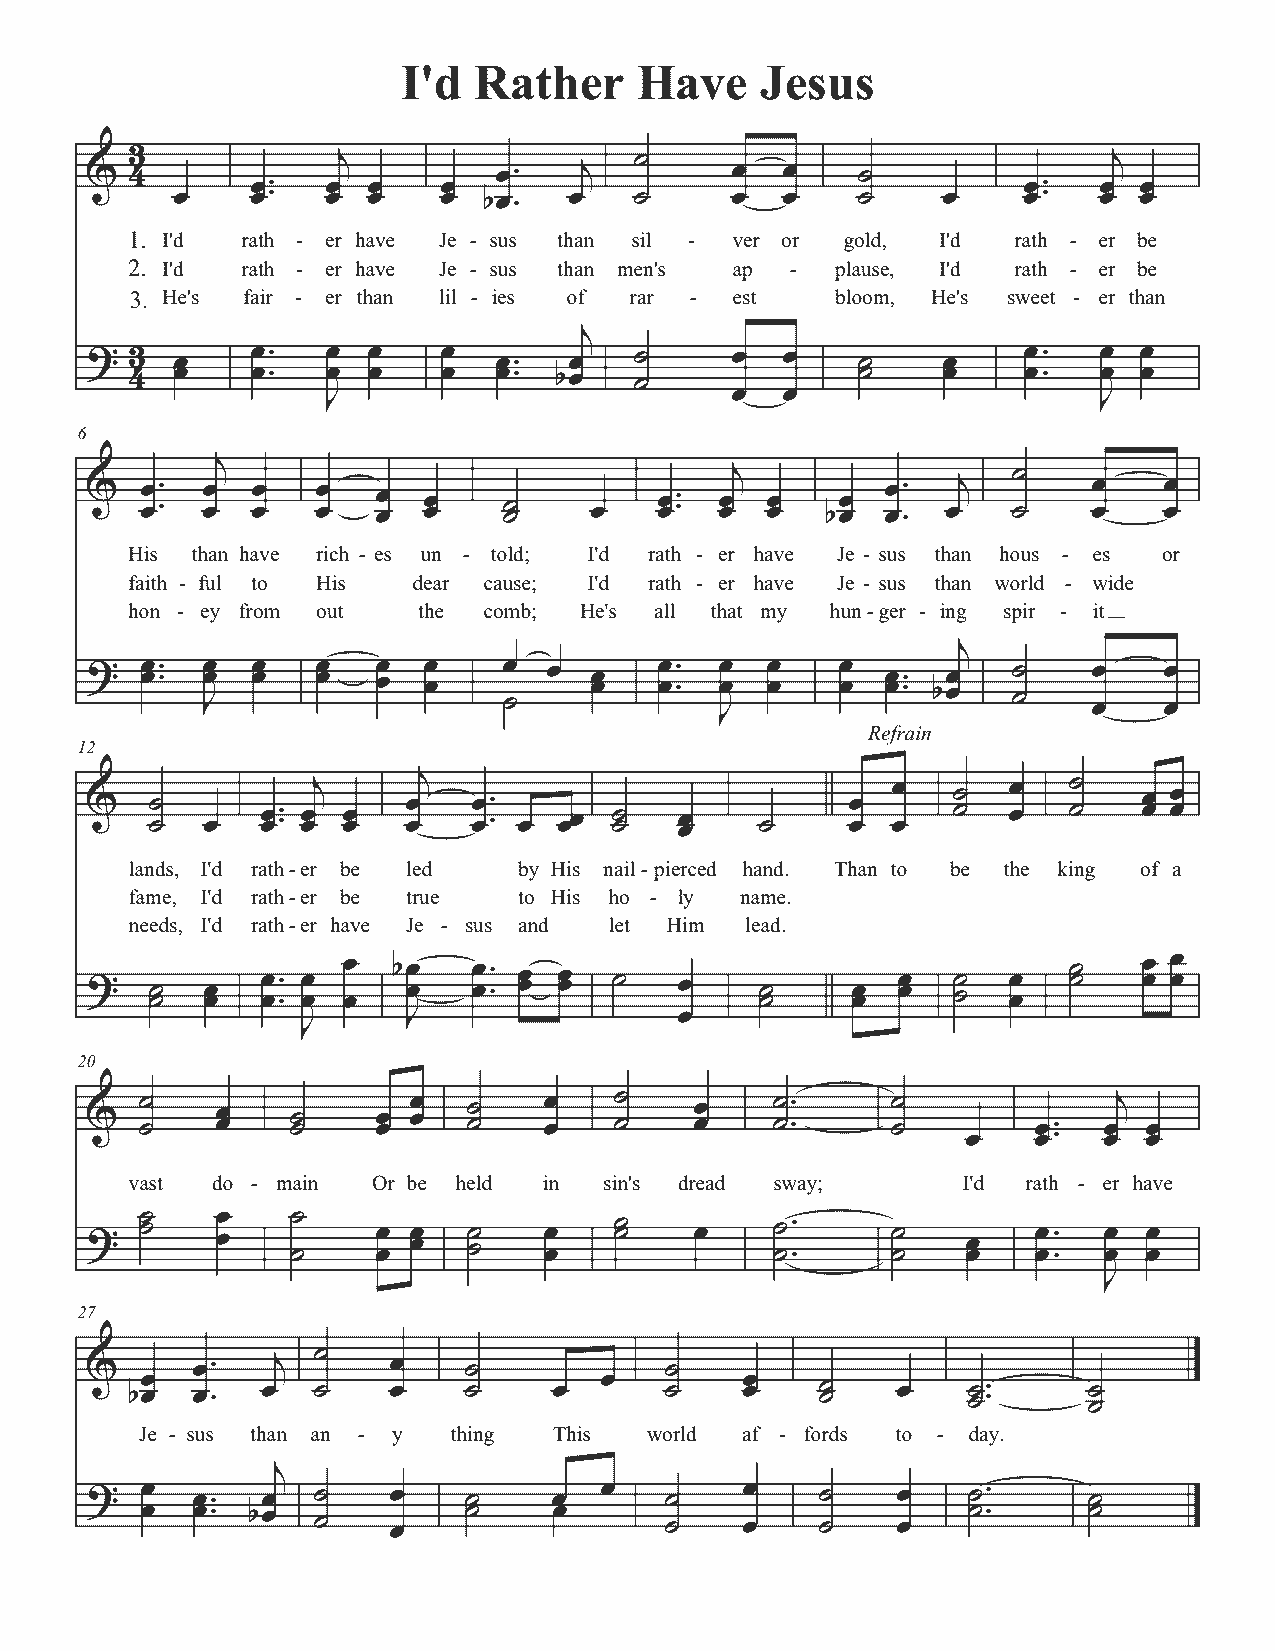 I'd Rather Have Jesus
1. I'd rath - er have Je - sus than sil - ver or gold, I'd rath - er be
2. I'd rath - er have Je - sus than men's ap - plause, I'd rath - er be
3. He's fair - er than lil - ies of rar - est bloom, He's sweet - er than
6
His than have rich - es un - told; I'd rath - er have Je - sus than hous - es or
faith - ful to His dear cause; I'd rath - er have Je - sus than world - wide
hon - ey from out the comb; He's all that my hun - ger - ing spir - it
Refrain
12
lands, I'd rath - er be led by His nail - pierced hand. Than to be the king of a
fame, I'd rath - er be true to His ho - ly name.
needs, I'd rath - er have Je - sus and let Him lead.
20
vast do - main Or be held in sin's dread sway; I'd rath - er have
27
Je - sus than an - y thing This world af - fords to - day.